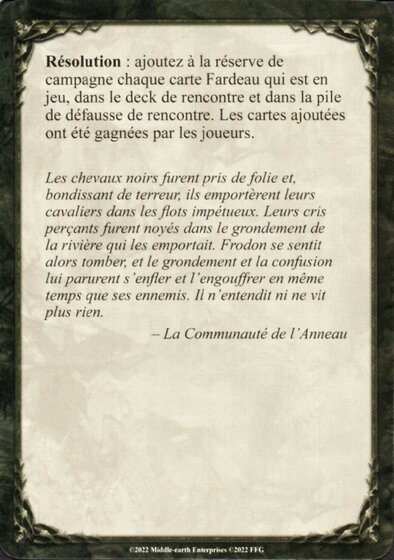 Résolution : ajoutez à la réserve de
campagne chaque carte Fardeau qui est en
jeu, dans le deck de rencontre et dans la pile
de défausse de rencontre. Les cartes ajoutées
ont été gagnées par les joueurs.
Les chevaux noirs furent pris de folie et,
bondissant de terreur, ils emportèrent leurs
cavaliers dans les flots impétueux. Leurs cris
perçants furent noyés dans le grondement de
la rivière qui les emportait. Frodon se sentit
alors tomber, et le grondement et la confusion
lui parurent s'enfler et l'engouffrer en même
temps que ses ennemis. Il n'entendit ni ne vit
plus rien.
– La Communauté de l'Anneau
©2022 Middle-earth Enterprises ©2022 FFG